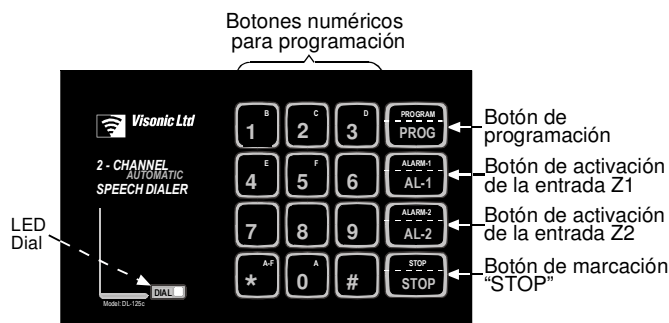 Botones numéricos
para programación
Visonic Ltd
2 - CHANNEL
AUTOMATIC
SPEECH DIALER
1 B
2 C
3 D
PROGRAM
PROG
4 E
5 F
6
ALARM-1
AL-1
7
8
9
ALARM-2
AL-2
* A-F
0 A
#
STOP
STOP
Botón de
programación
Botón de activación
de la entrada Z1
Botón de activación
de la entrada Z2
Botón de marcación
“STOP”
LED
Dial
DIAL
Model: DL-125c